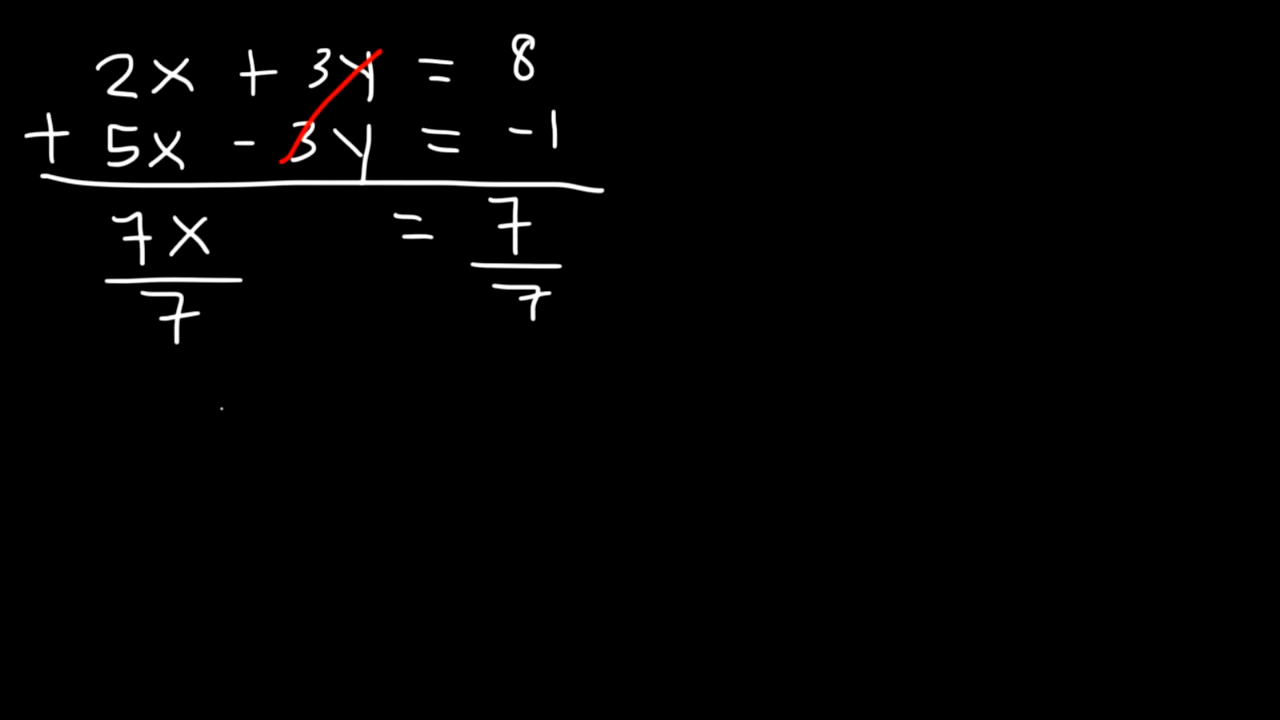 2x + 3y = 8
+ 5x - 3y = -1
7x = 7
7 7